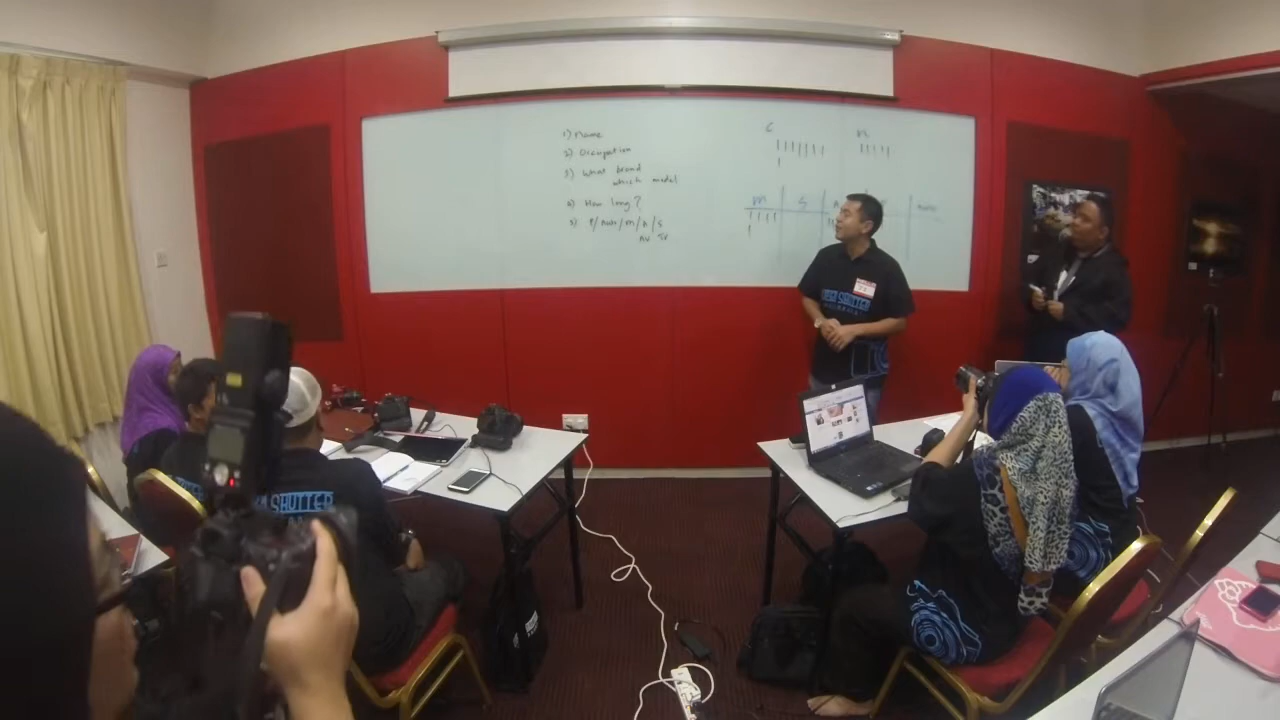 1) Name
2) Occupation
3) What brand
which model
4) How long?
5) P/Auto/M/A/S
AV TV
C
N
M
S
SHUTTER
SHUTTER